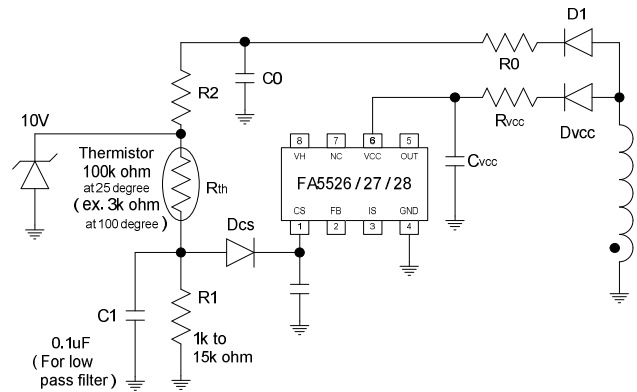 D1
R0
C0
R2
Rvcc
Dvcc
10V
8 7 6 5
VH NC VCC OUT
Cvcc
Thermistor
100k ohm
at 25 degree
( ex. 3k ohm
at 100 degree )
Rth
FA5526 / 27 / 28
CS FB IS GND
1 2 3 4
Dcs
C1
R1
0.1uF
( For low
pass filter)
1k to
15k ohm